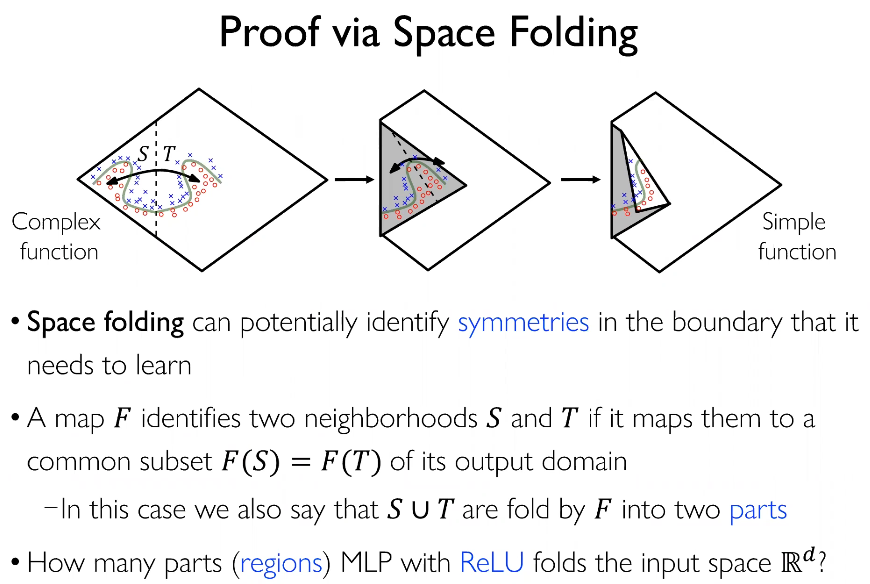 Proof via Space Folding
S T
Complex
function
Simple
function
• Space folding can potentially identify symmetries in the boundary that it
needs to learn
• A map F identifies two neighborhoods S and T if it maps them to a
common subset F(S) = F(T) of its output domain
−In this case we also say that S ∪ T are fold by F into two parts
• How many parts (regions) MLP with ReLU folds the input space ℝᵈ?